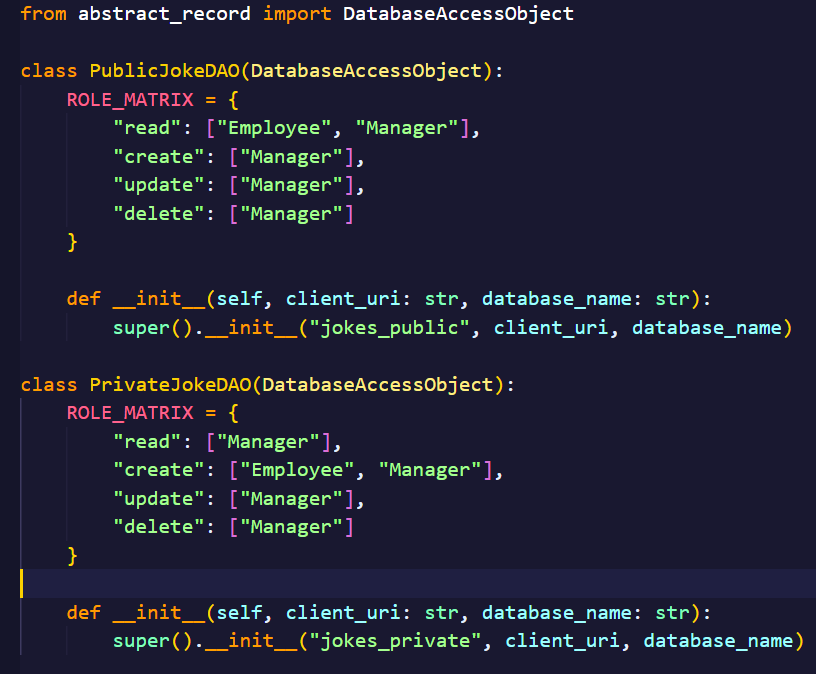 from abstract_record import DatabaseAccessObject
class PublicJokeDAO(DatabaseAccessObject):
    ROLE_MATRIX = {
        "read": ["Employee", "Manager"],
        "create": ["Manager"],
        "update": ["Manager"],
        "delete": ["Manager"]
    }
    def __init__(self, client_uri: str, database_name: str):
        super().__init__("jokes_public", client_uri, database_name)
class PrivateJokeDAO(DatabaseAccessObject):
    ROLE_MATRIX = {
        "read": ["Manager"],
        "create": ["Employee", "Manager"],
        "update": ["Manager"],
        "delete": ["Manager"]
    }
    def __init__(self, client_uri: str, database_name: str):
        super().__init__("jokes_private", client_uri, database_name)